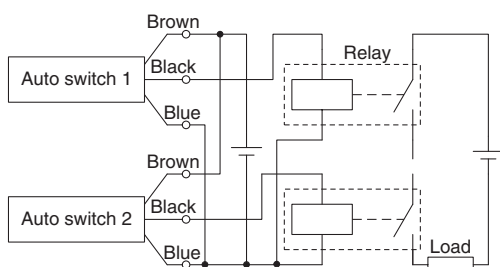 Brown
Auto switch 1
Black
Blue
Relay
Brown
Auto switch 2
Black
Blue
Load